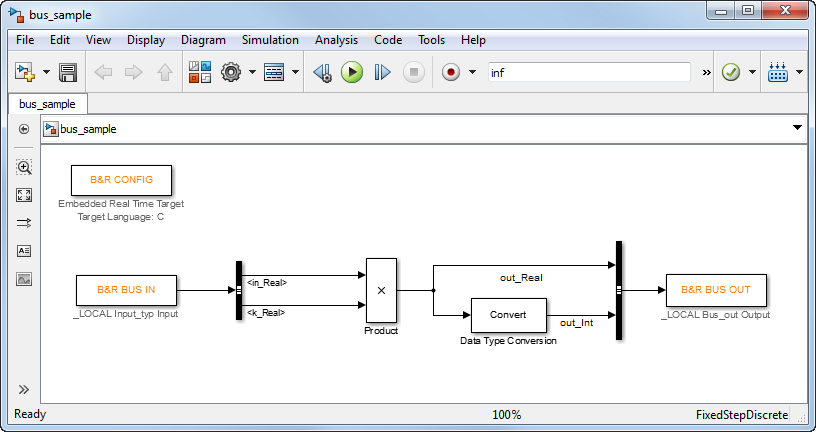 bus_sample
File Edit View Display Diagram Simulation Analysis Code Tools Help
inf
»
bus_sample
bus_sample
B&R CONFIG
Embedded Real Time Target
Target Language: C
B&R BUS IN
_LOCAL Input_typ Input
<in_Real>
<k_Real>
×
Product
out_Real
Convert
Data Type Conversion
out_Int
B&R BUS OUT
_LOCAL Bus_out Output
»
Ready 100% FixedStepDiscrete